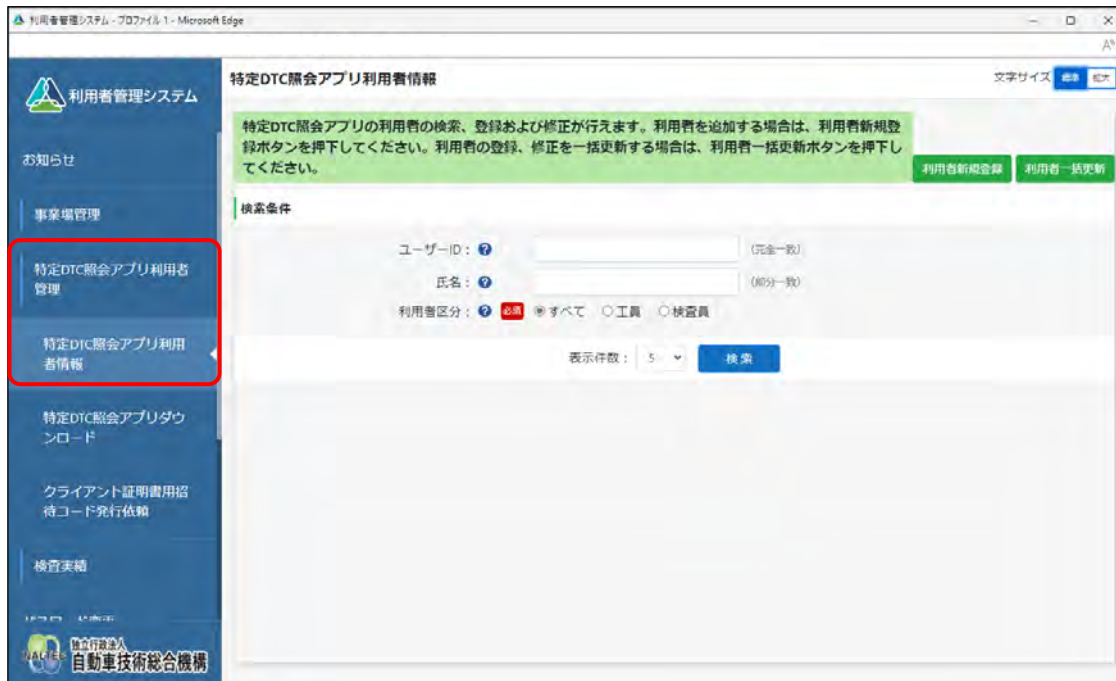 利用者管理システム - プロファイル 1 - Microsoft Edge
利用者管理システム
特定DTC照会アプリ利用者情報
文字サイズ 標準 拡大
特定DTC照会アプリの利用者の検索、登録および修正が行えます。利用者を追加する場合は、利用者新規登
録ボタンを押下してください。利用者の登録、修正を一括更新する場合は、利用者一括更新ボタンを押下し
てください。
利用者新規登録 利用者一括更新
お知らせ
事業場管理
特定DTC照会アプリ利用者
管理
特定DTC照会アプリ利用
者情報
特定DTC照会アプリダウ
ンロード
クライアント証明書用招
待コード発行依頼
検査実績
検索条件
ユーザーID： (完全一致)
氏名： (部分一致)
利用者区分： 必須 すべて 工員 検査員
表示件数： 5 検索
NALTEC
独立行政法人
自動車技術総合機構